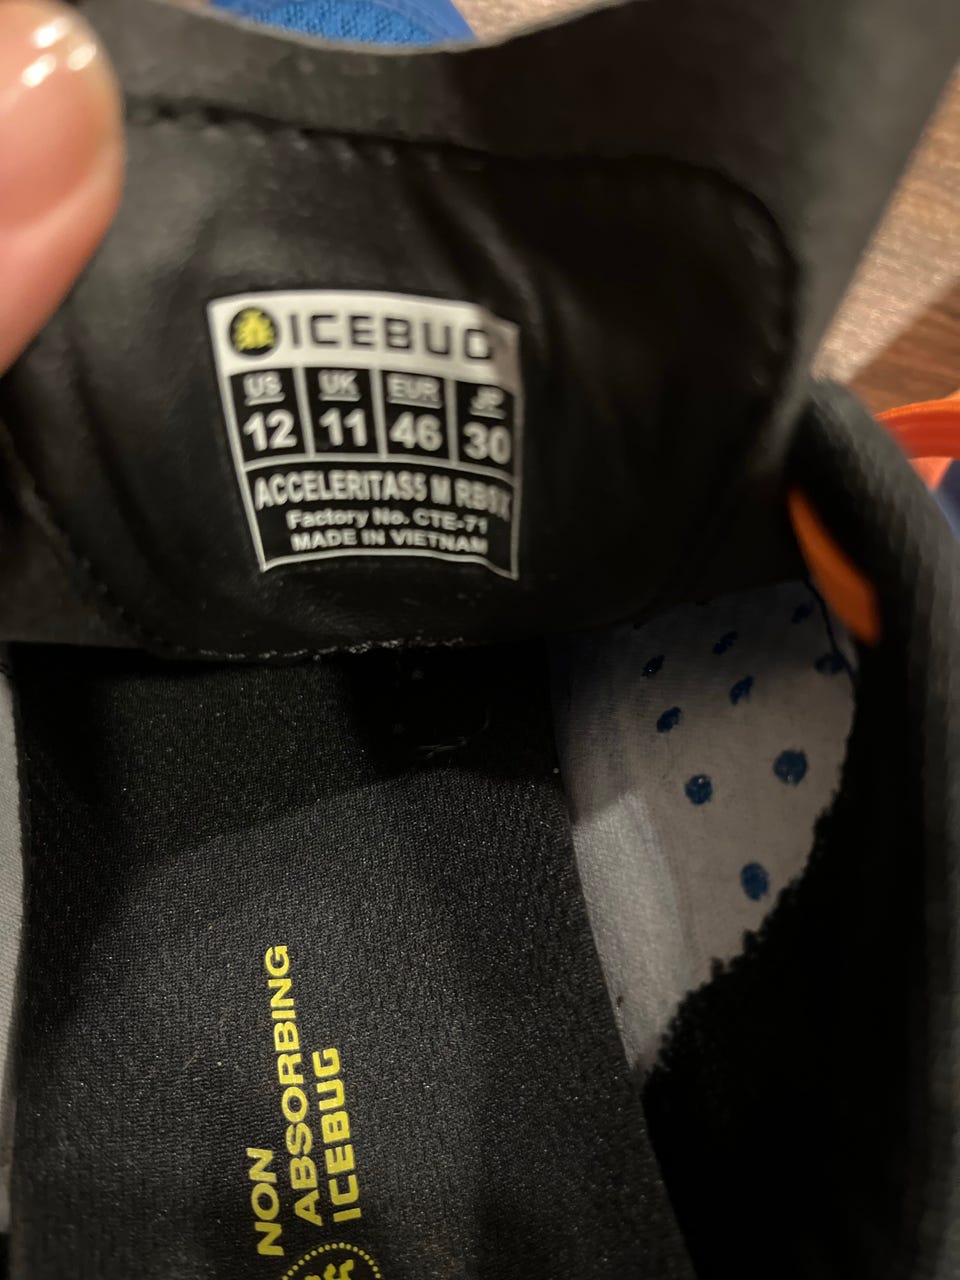 ICEBUG
US UK EUR JP
12 11 46 30
ACCELERITAS5 M RB9X
Factory No. CTE-71
MADE IN VIETNAM
NON
ABSORBING
ICEBUG